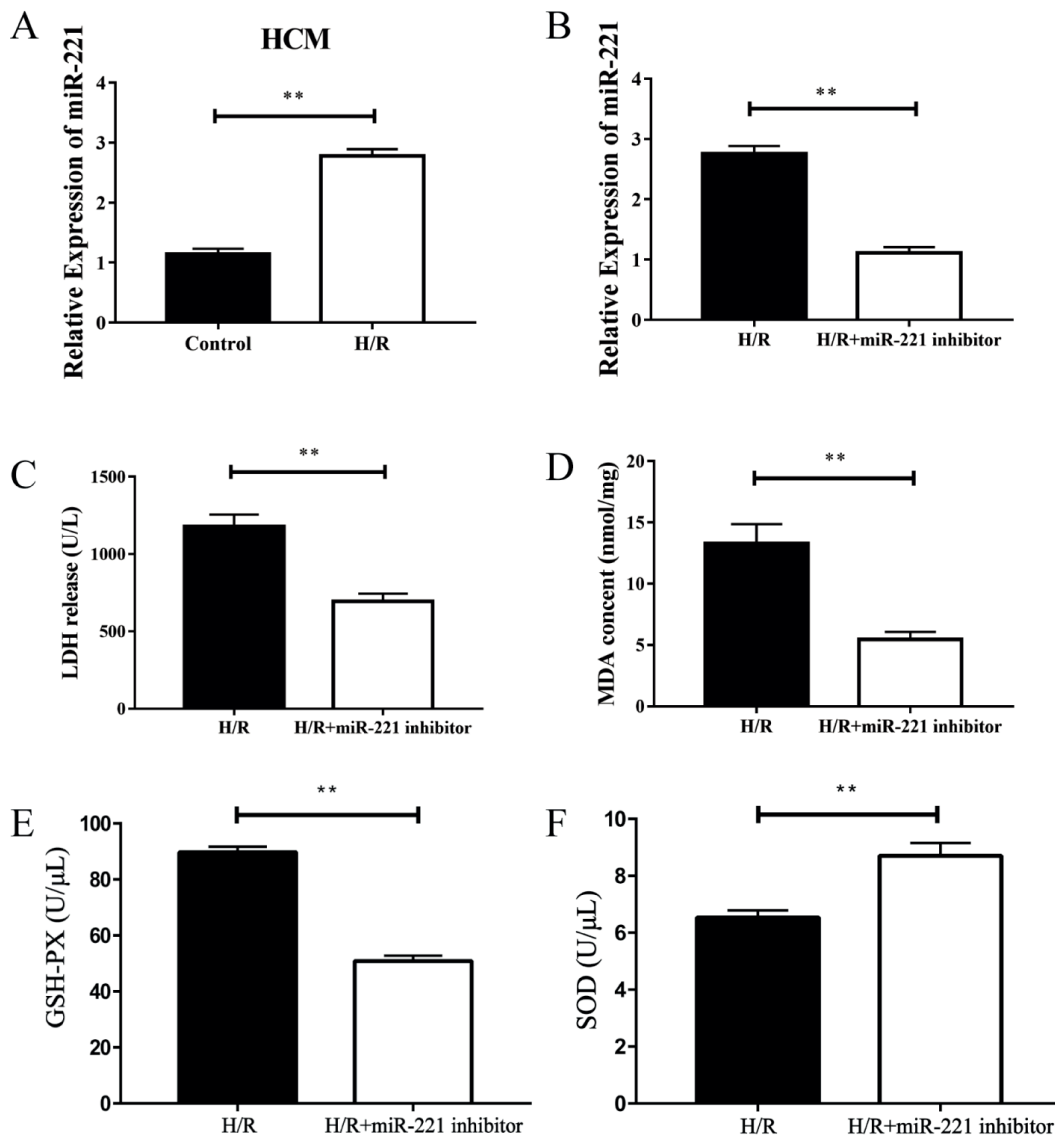 A
HCM
Relative Expression of miR-221
4
3
2
1
0
**
Control
H/R
B
Relative Expression of miR-221
4
3
2
1
0
**
H/R
H/R+miR-221 inhibitor
C
LDH release (U/L)
1500
1000
500
0
**
H/R
H/R+miR-221 inhibitor
D
MDA concent (nmol/mg)
20
15
10
5
0
**
H/R
H/R+miR-221 inhibitor
E
GSH-PX (U/μL)
100
80
60
40
20
0
**
H/R
H/R+miR-221 inhibitor
F
SOD (U/μL)
10
8
6
4
2
0
**
H/R
H/R+miR-221 inhibitor